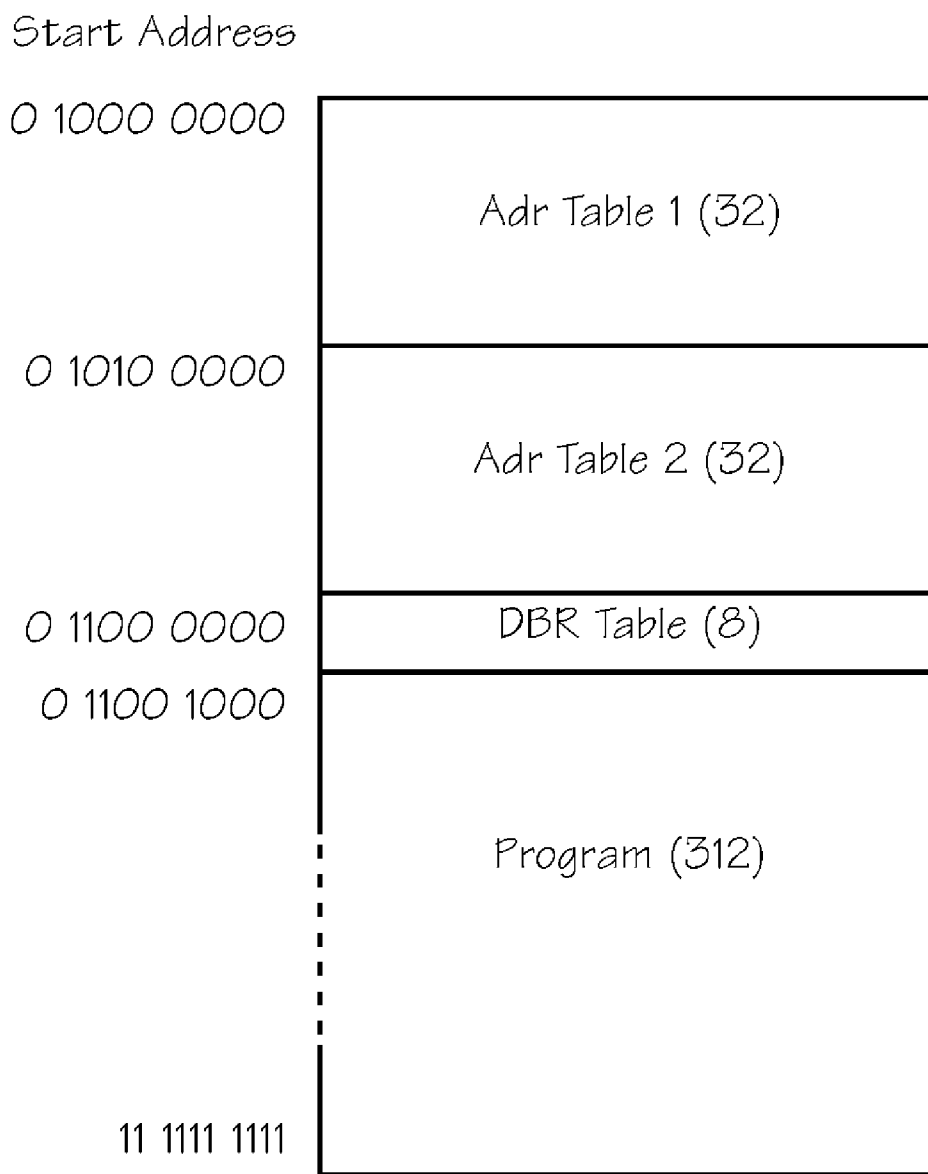 Start Address
0 1000 0000
Adr Table 1 (32)
0 1010 0000
Adr Table 2 (32)
0 1100 0000
DBR Table (8)
0 1100 1000
Program (312)
11 1111 1111